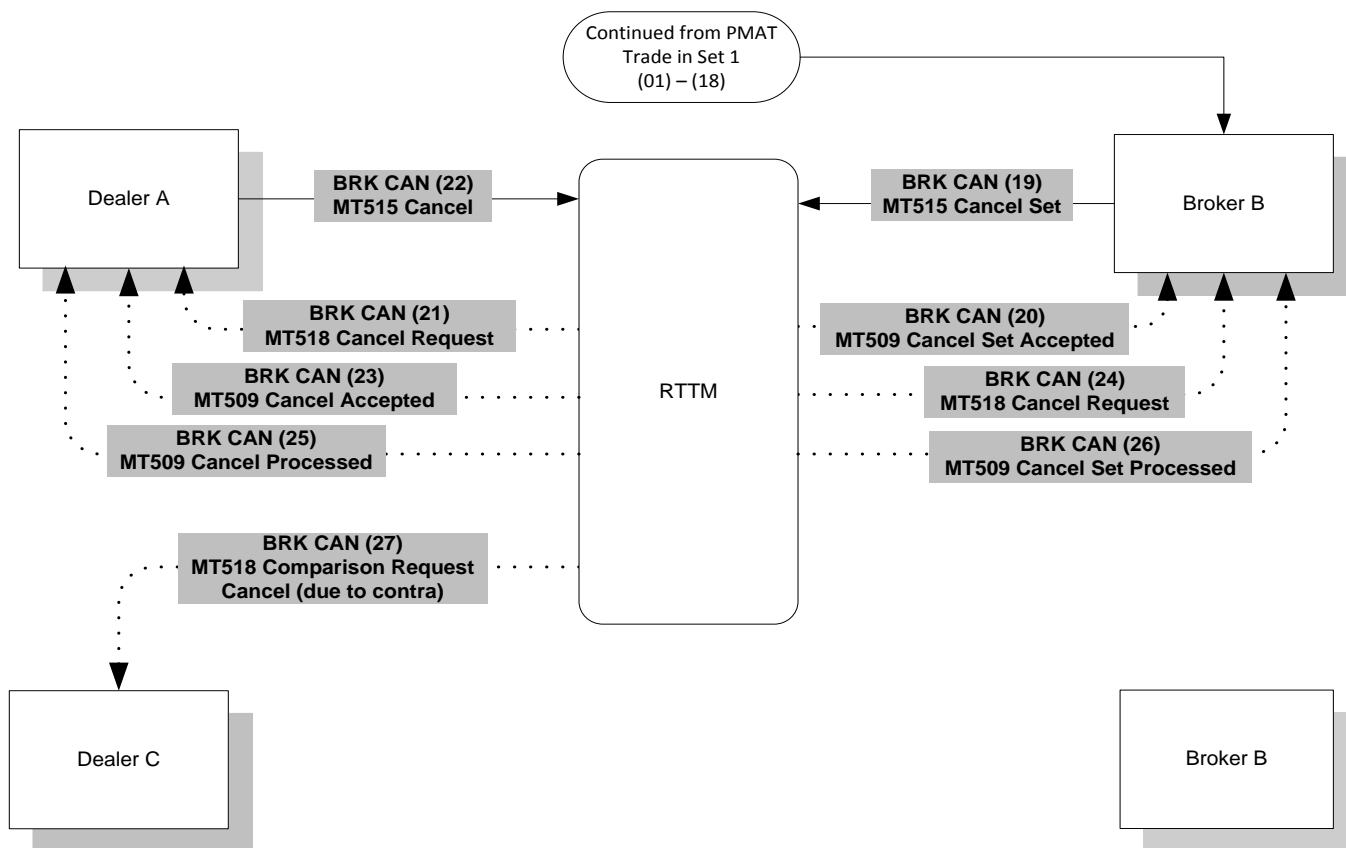 Continued from PMAT
Trade in Set 1
(01) – (18)
Dealer A
BRK CAN (22)
MT515 Cancel
BRK CAN (19)
MT515 Cancel Set
Broker B
BRK CAN (21)
MT518 Cancel Request
BRK CAN (20)
MT509 Cancel Set Accepted
BRK CAN (23)
MT509 Cancel Accepted
RTTM
BRK CAN (24)
MT518 Cancel Request
BRK CAN (25)
MT509 Cancel Processed
BRK CAN (26)
MT509 Cancel Set Processed
BRK CAN (27)
MT518 Comparison Request
Cancel (due to contra)
Dealer C
Broker B